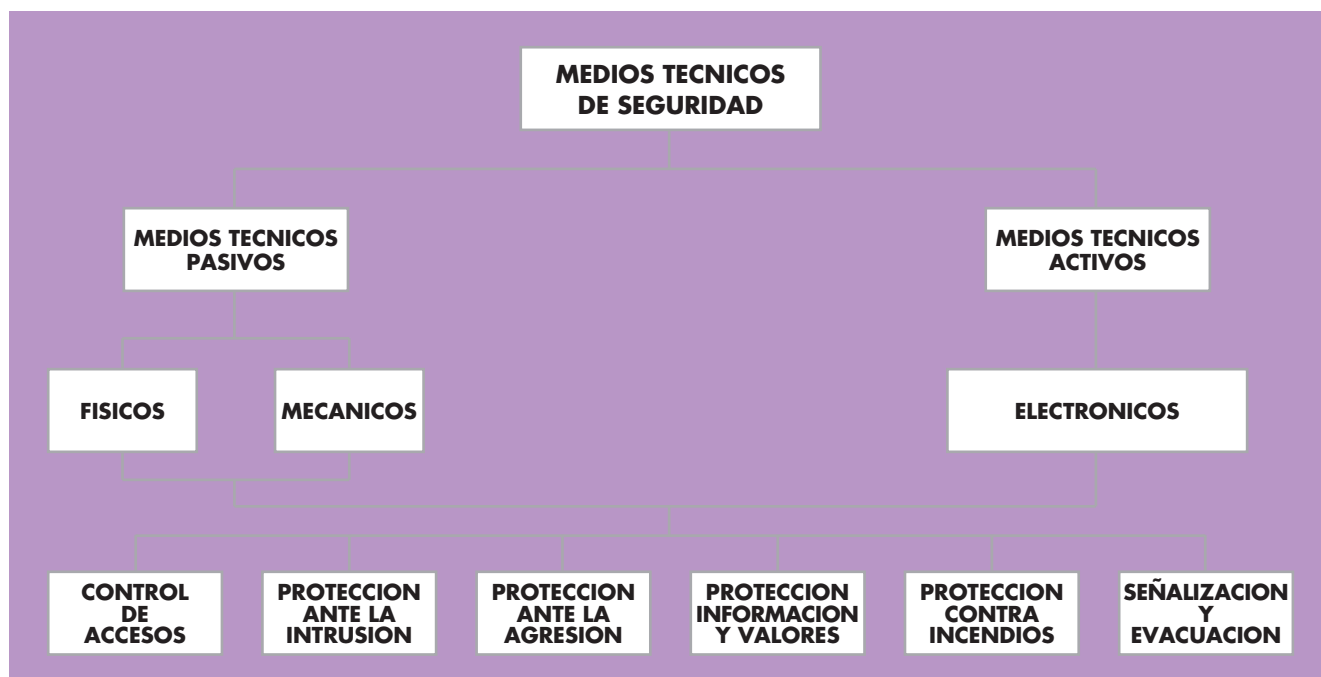 MEDIOS TECNICOS
DE SEGURIDAD
MEDIOS TECNICOS
PASIVOS
MEDIOS TECNICOS
ACTIVOS
FISICOS
MECANICOS
ELECTRONICOS
CONTROL
DE
ACCESOS
PROTECCION
ANTE LA
INTRUSION
PROTECCION
ANTE LA
AGRESION
PROTECCION
INFORMACION
Y VALORES
PROTECCION
CONTRA
INCENDIOS
SEÑALIZACION
Y
EVACUACION